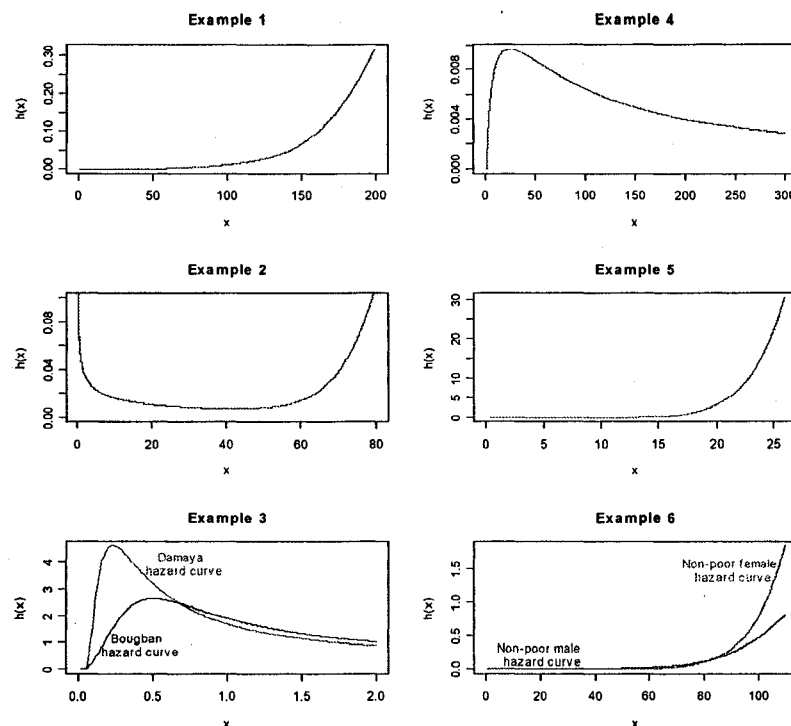 Example 1
h(x)
0.30
0.20
0.10
0.00
0 50 100 150 200
x
Example 4
h(x)
0.008
0.004
0.000
0 50 100 150 200 250 300
x
Example 2
h(x)
0.08
0.04
0.00
0 20 40 60 80
x
Example 5
h(x)
30
20
10
5
0
0 5 10 15 20 25
x
Example 3
h(x)
4
3
2
1
0
Damaya
hazard curve
Bougban
hazard curve
0.0 0.5 1.0 1.5 2.0
x
Example 6
h(x)
1.5
1.0
0.5
0.0
Non-poor female
hazard curve
Non-poor male
hazard curve
0 20 40 60 80 100
x